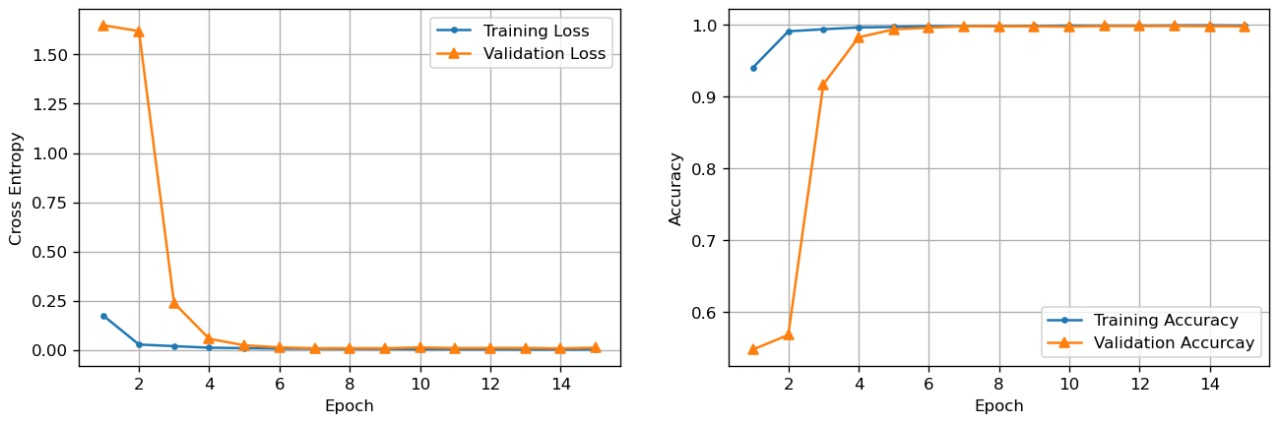 Training Loss
Validation Loss
Cross Entropy
1.50
1.25
1.00
0.75
0.50
0.25
0.00
2 4 6 8 10 12 14
Epoch
Accuracy
1.0
0.9
0.8
0.7
0.6
Training Accuracy
Validation Accurcay
2 4 6 8 10 12 14
Epoch